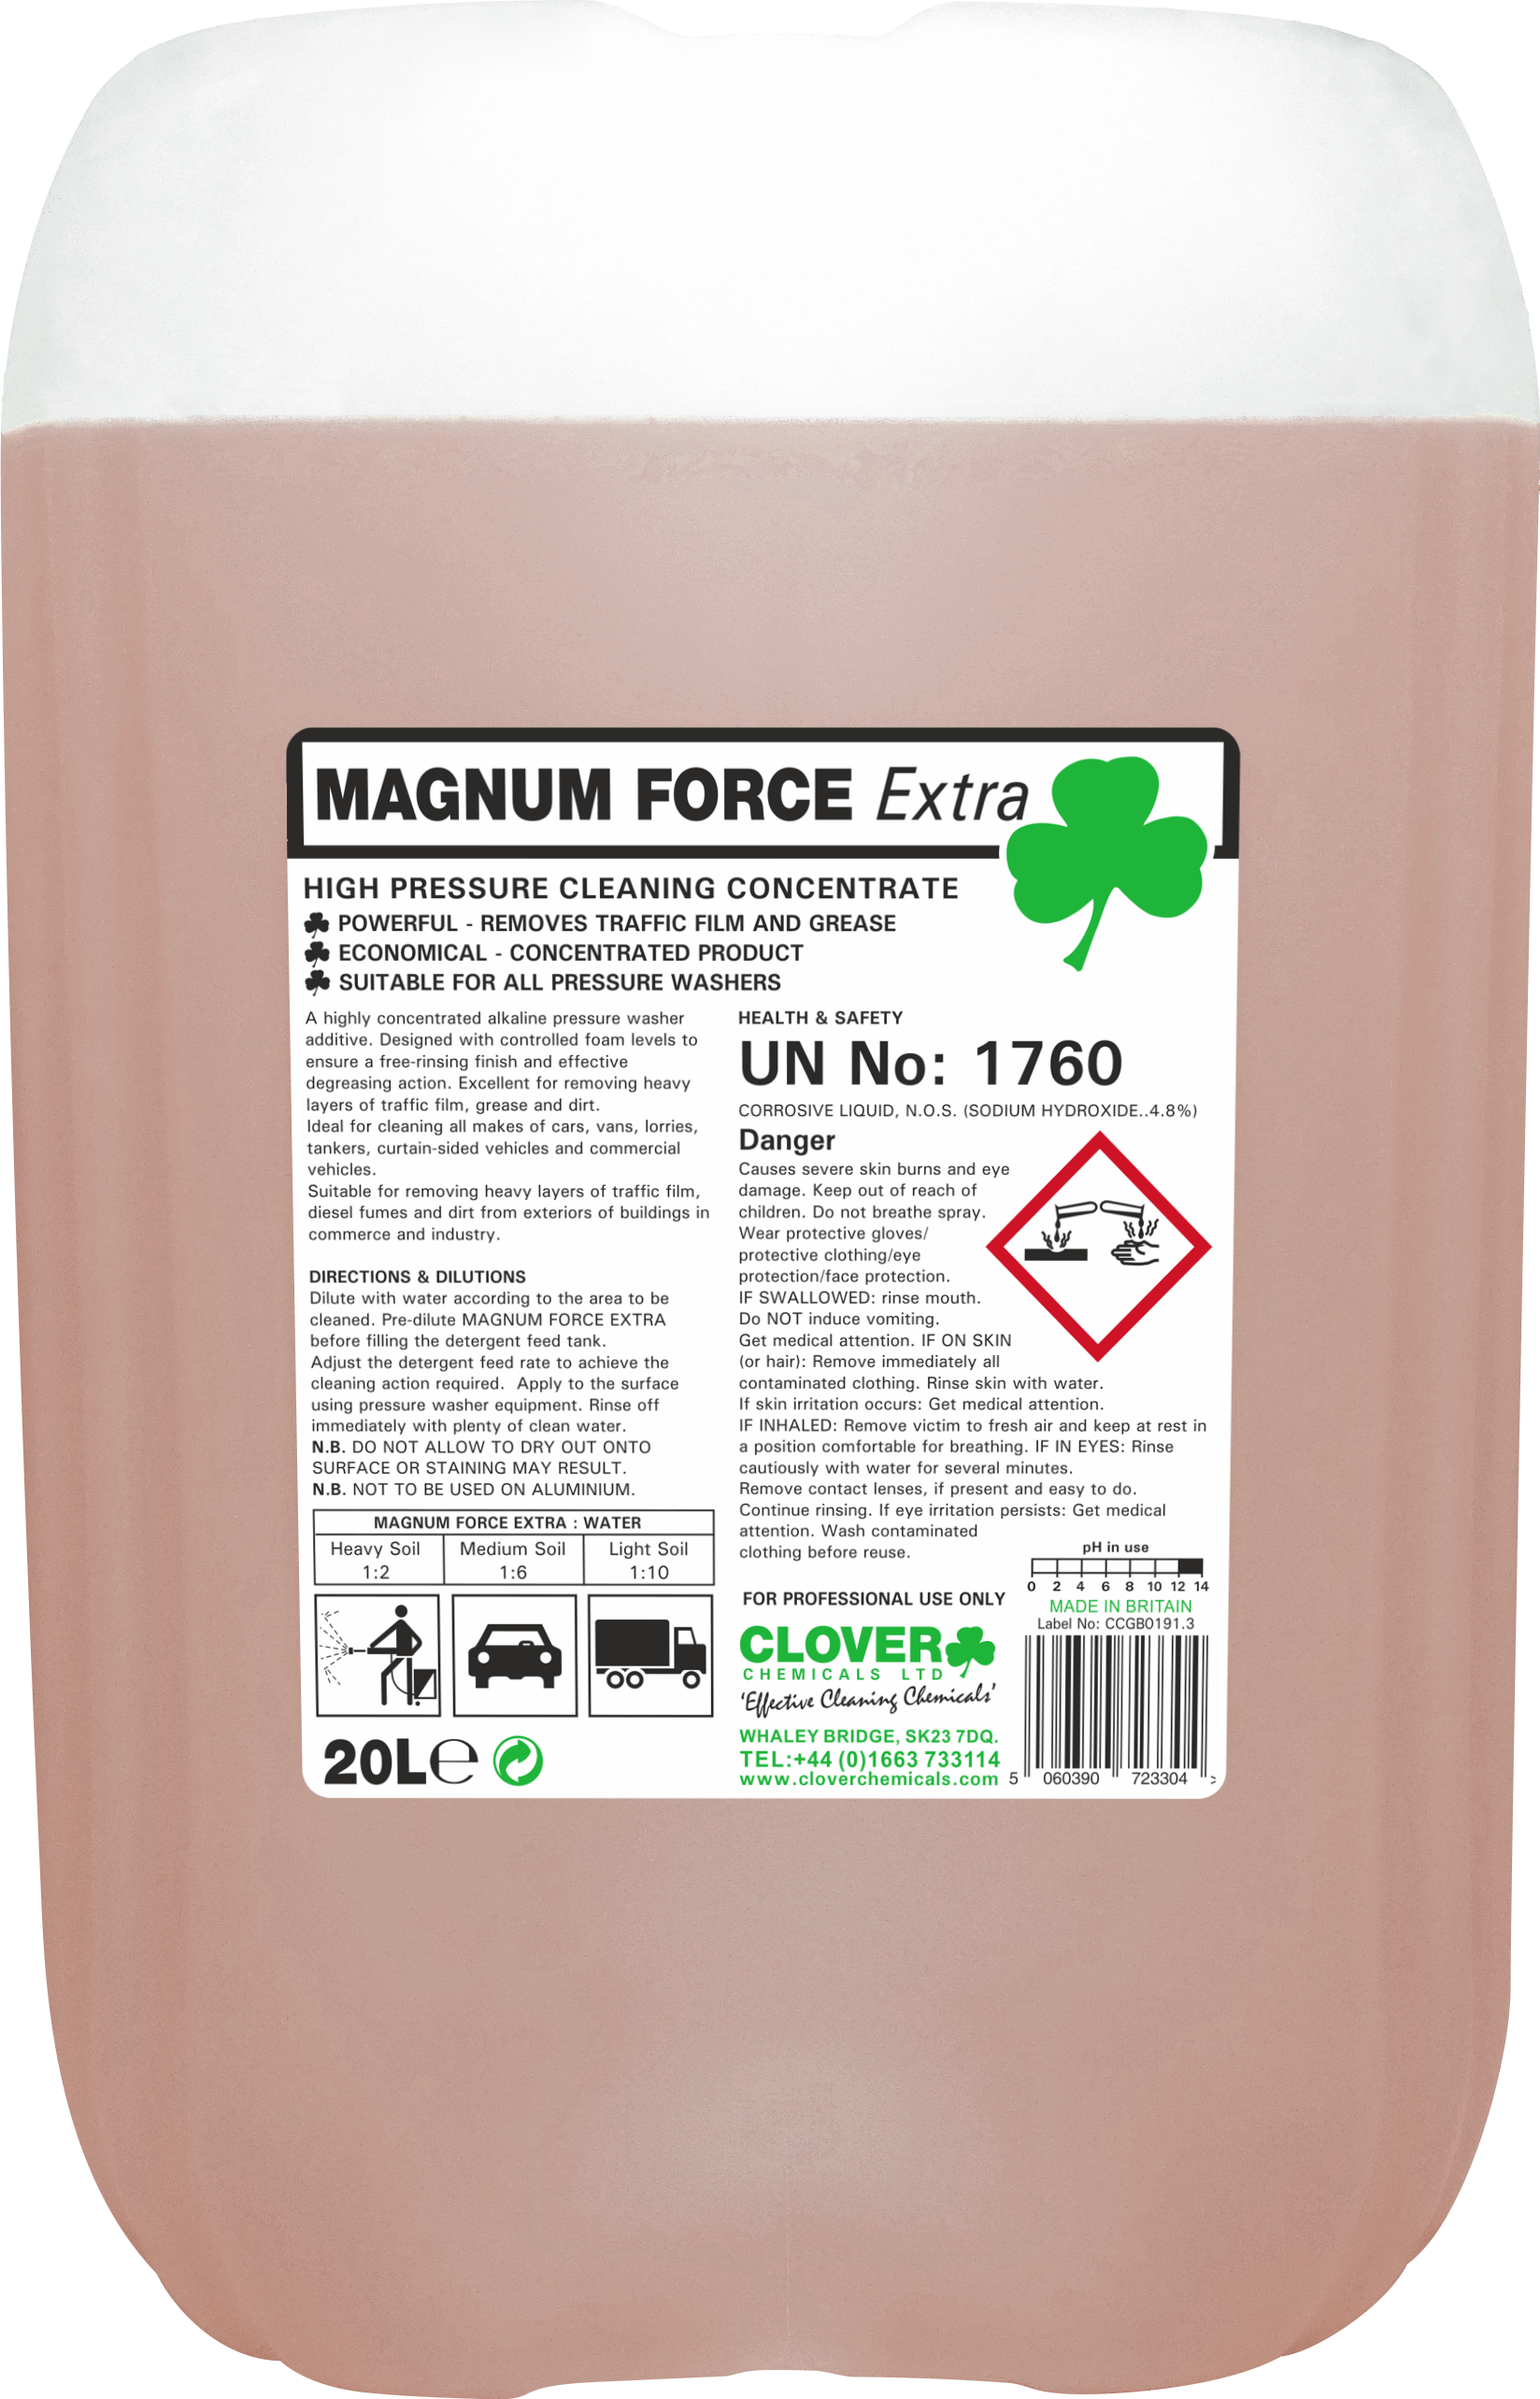 MAGNUM FORCE Extra
HIGH PRESSURE CLEANING CONCENTRATE
POWERFUL - REMOVES TRAFFIC FILM AND GREASE
ECONOMICAL - CONCENTRATED PRODUCT
SUITABLE FOR ALL PRESSURE WASHERS
A highly concentrated alkaline pressure washer
additive. Designed with controlled foam levels to
ensure a free-rinsing finish and effective
degreasing action. Excellent for removing heavy
layers of traffic film, grease and dirt.
Ideal for cleaning all makes of cars, vans, lorries,
tankers, curtain-sided vehicles and commercial
vehicles.
Suitable for removing heavy layers of traffic film,
diesel fumes and dirt from exteriors of buildings in
commerce and industry.
DIRECTIONS & DILUTIONS
Dilute with water according to the area to be
cleaned. Pre-dilute MAGNUM FORCE EXTRA
before filling the detergent feed tank.
Adjust the detergent feed rate to achieve the
cleaning action required. Apply to the surface
using pressure washer equipment. Rinse off
immediately with plenty of clean water.
N.B. DO NOT ALLOW TO DRY OUT ONTO
SURFACE OR STAINING MAY RESULT.
N.B. NOT TO BE USED ON ALUMINIUM.
MAGNUM FORCE EXTRA : WATER
Heavy Soil Medium Soil Light Soil
1:2 1:6 1:10
20L e
HEALTH & SAFETY
UN No: 1760
CORROSIVE LIQUID, N.O.S. (SODIUM HYDROXIDE..4.8%)
Danger
Causes severe skin burns and eye
damage. Keep out of reach of
children. Do not breathe spray.
Wear protective gloves/
protective clothing/eye
protection/face protection.
IF SWALLOWED: rinse mouth.
Do NOT induce vomiting.
Get medical attention. IF ON SKIN
(or hair): Remove immediately all
contaminated clothing. Rinse skin with water.
If skin irritation occurs: Get medical attention.
IF INHALED: Remove victim to fresh air and keep at rest in
a position comfortable for breathing. IF IN EYES: Rinse
cautiously with water for several minutes.
Remove contact lenses, if present and easy to do.
Continue rinsing. If eye irritation persists: Get medical
attention. Wash contaminated
clothing before reuse.
pH in use
0 2 4 6 8 10 12 14
FOR PROFESSIONAL USE ONLY
MADE IN BRITAIN
Label No: CCGB0191.3
CLOVER
CHEMICALS LTD
'Effective Cleaning Chemicals'
WHALEY BRIDGE, SK23 7DQ.
TEL:+44 (0)1663 733114
www.cloverchemicals.com
5 060390 723304 >